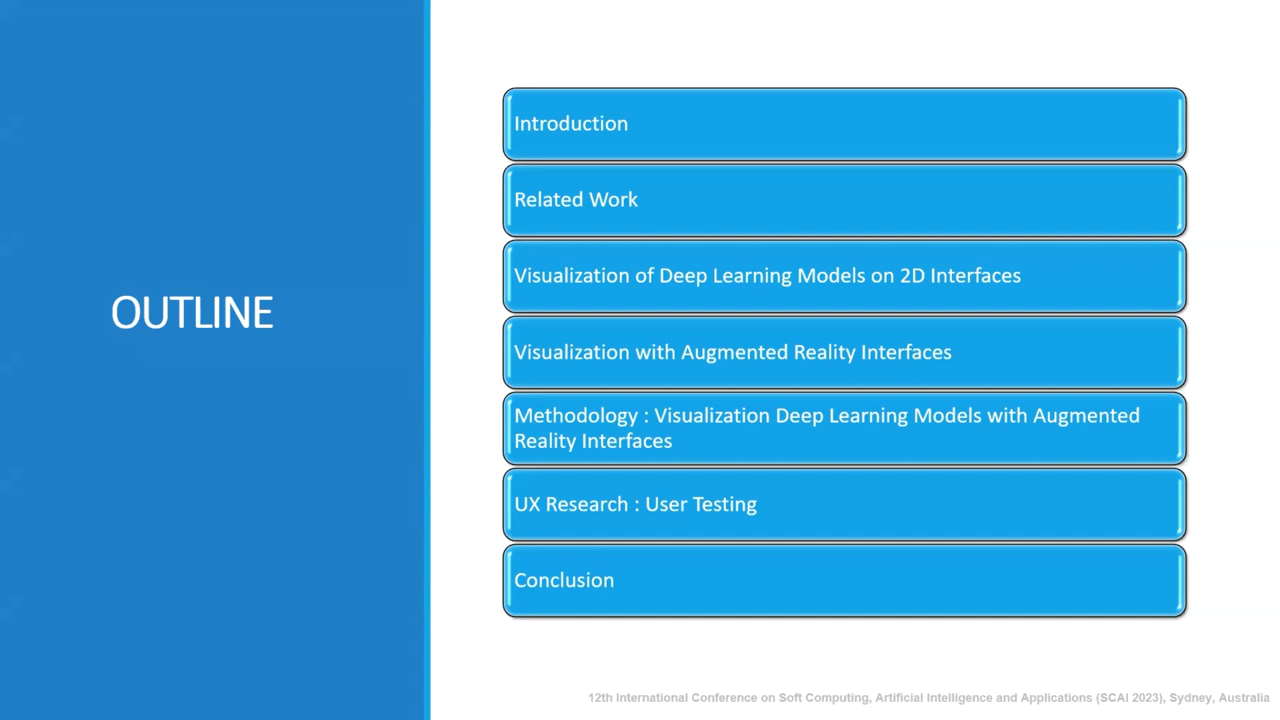 OUTLINE
Introduction
Related Work
Visualization of Deep Learning Models on 2D Interfaces
Visualization with Augmented Reality Interfaces
Methodology : Visualization Deep Learning Models with Augmented
Reality Interfaces
UX Research : User Testing
Conclusion
12th International Conference on Soft Computing, Artificial Intelligence and Applications (SCAI 2023), Sydney, Australia